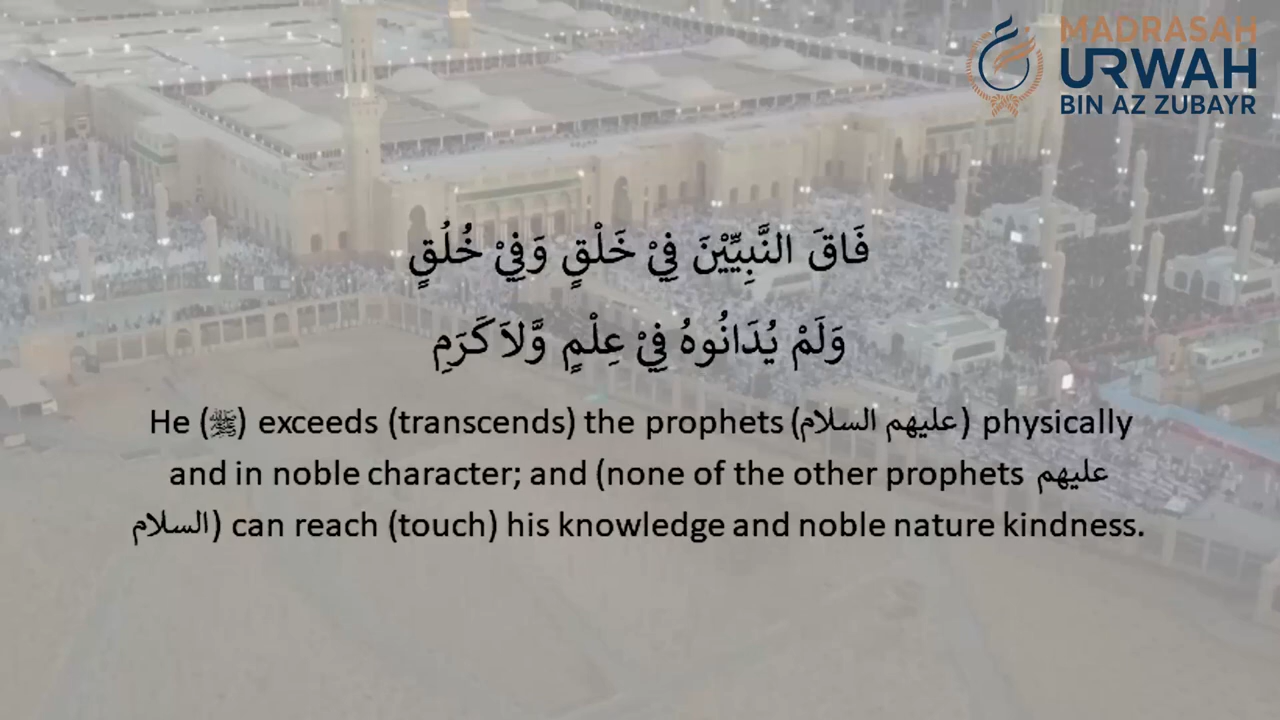 MADRASAH
URWAH
BIN AZ ZUBAYR
فَاقَ النَّبِيِّيْنَ فِيْ خَلْقٍ وَفِيْ خُلُقٍ
وَلَمْ يُدَانُوهُ فِيْ عِلْمٍ وَّلاَ كَرَمِ
He (ﷺ) exceeds (transcends) the prophets (عليهم السلام) physically
and in noble character; and (none of the other prophets عليهم
السلام) can reach (touch) his knowledge and noble nature kindness.